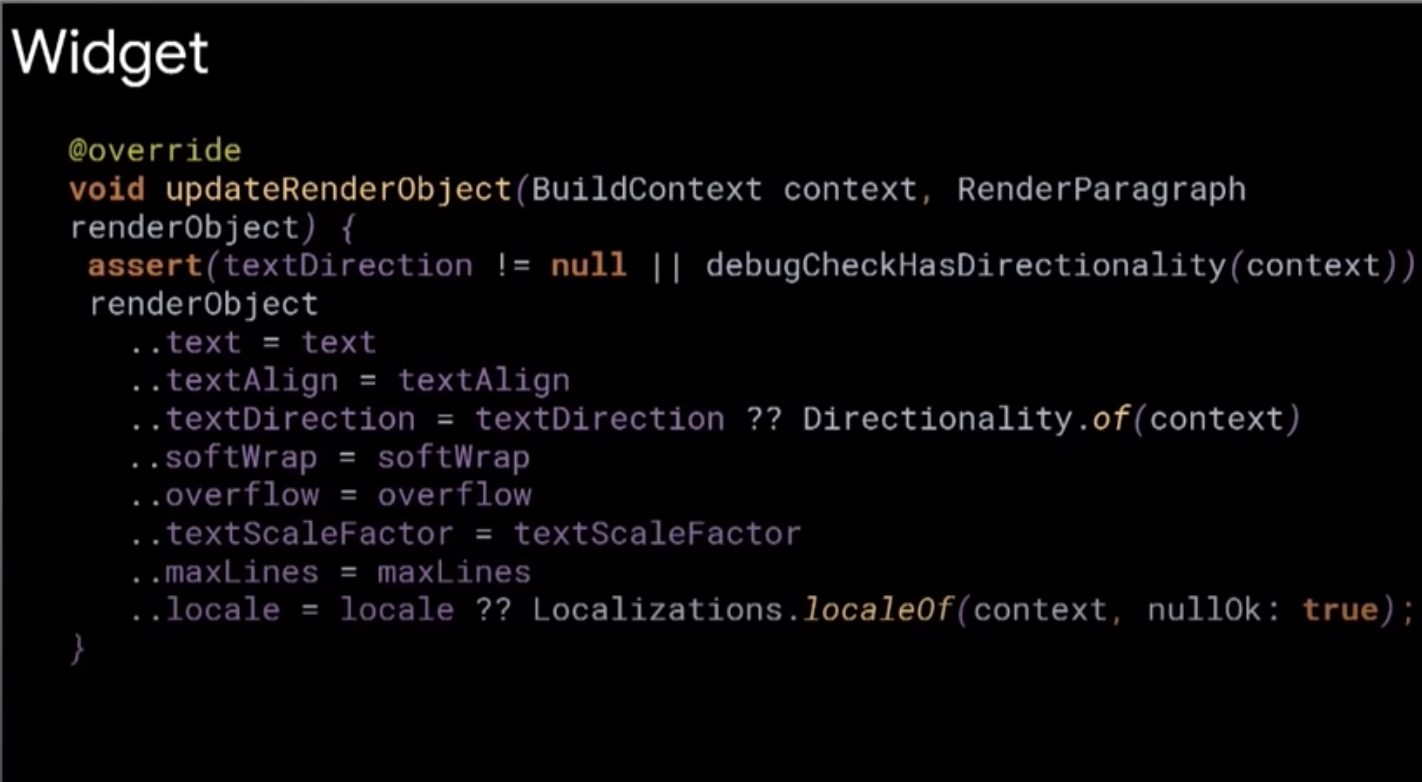 Widget
@override
void updateRenderObject(BuildContext context, RenderParagraph
renderObject) {
assert(textDirection != null || debugCheckHasDirectionality(context))
renderObject
..text = text
..textAlign = textAlign
..textDirection = textDirection ?? Directionality.of(context)
..softWrap = softWrap
..overflow = overflow
..textScaleFactor = textScaleFactor
..maxLines = maxLines
..locale = locale ?? Localizations.localeOf(context, nullOk: true);
}